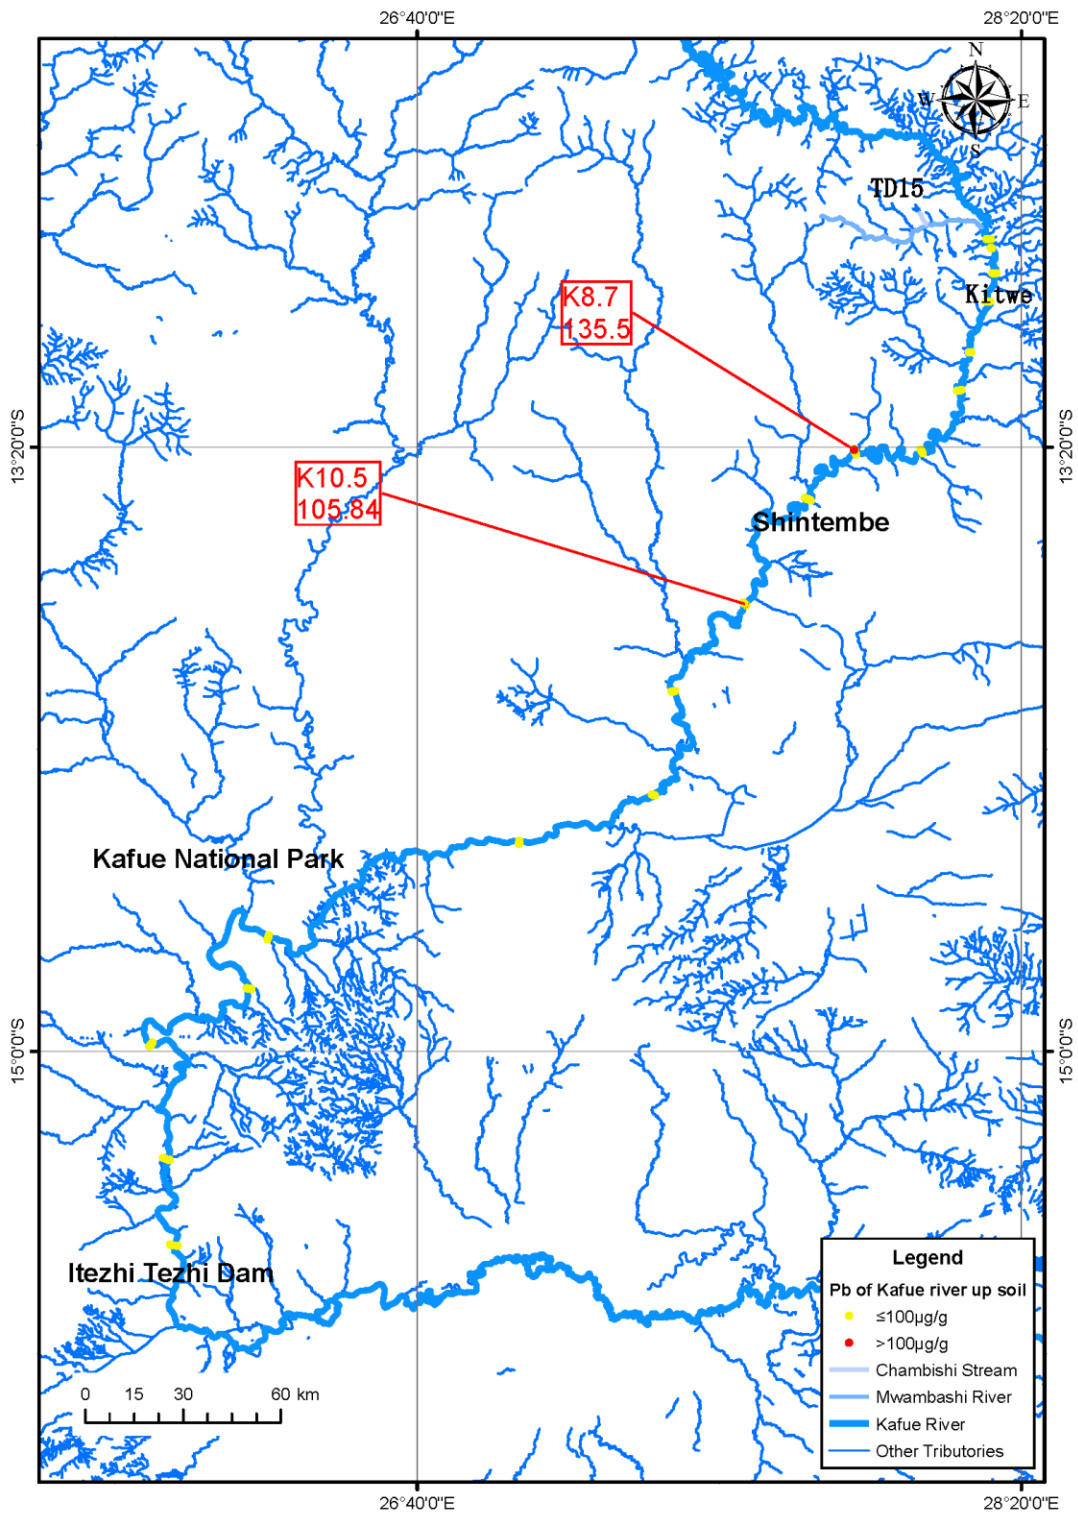 26°40'0"E
28°20'0"E
N
W
E
S
TD15
K8.7
135.5
Kitwe
13°20'0"S
13°20'0"S
K10.5
105.84
Shintembe
Kafue National Park
15°0'0"S
15°0'0"S
Itezhi Tezhi Dam
Legend
Pb of Kafue river up soil
≤100µg/g
>100µg/g
Chambishi Stream
Mwambashi River
Kafue River
Other Tributories
0 15 30 60 km
26°40'0"E
28°20'0"E